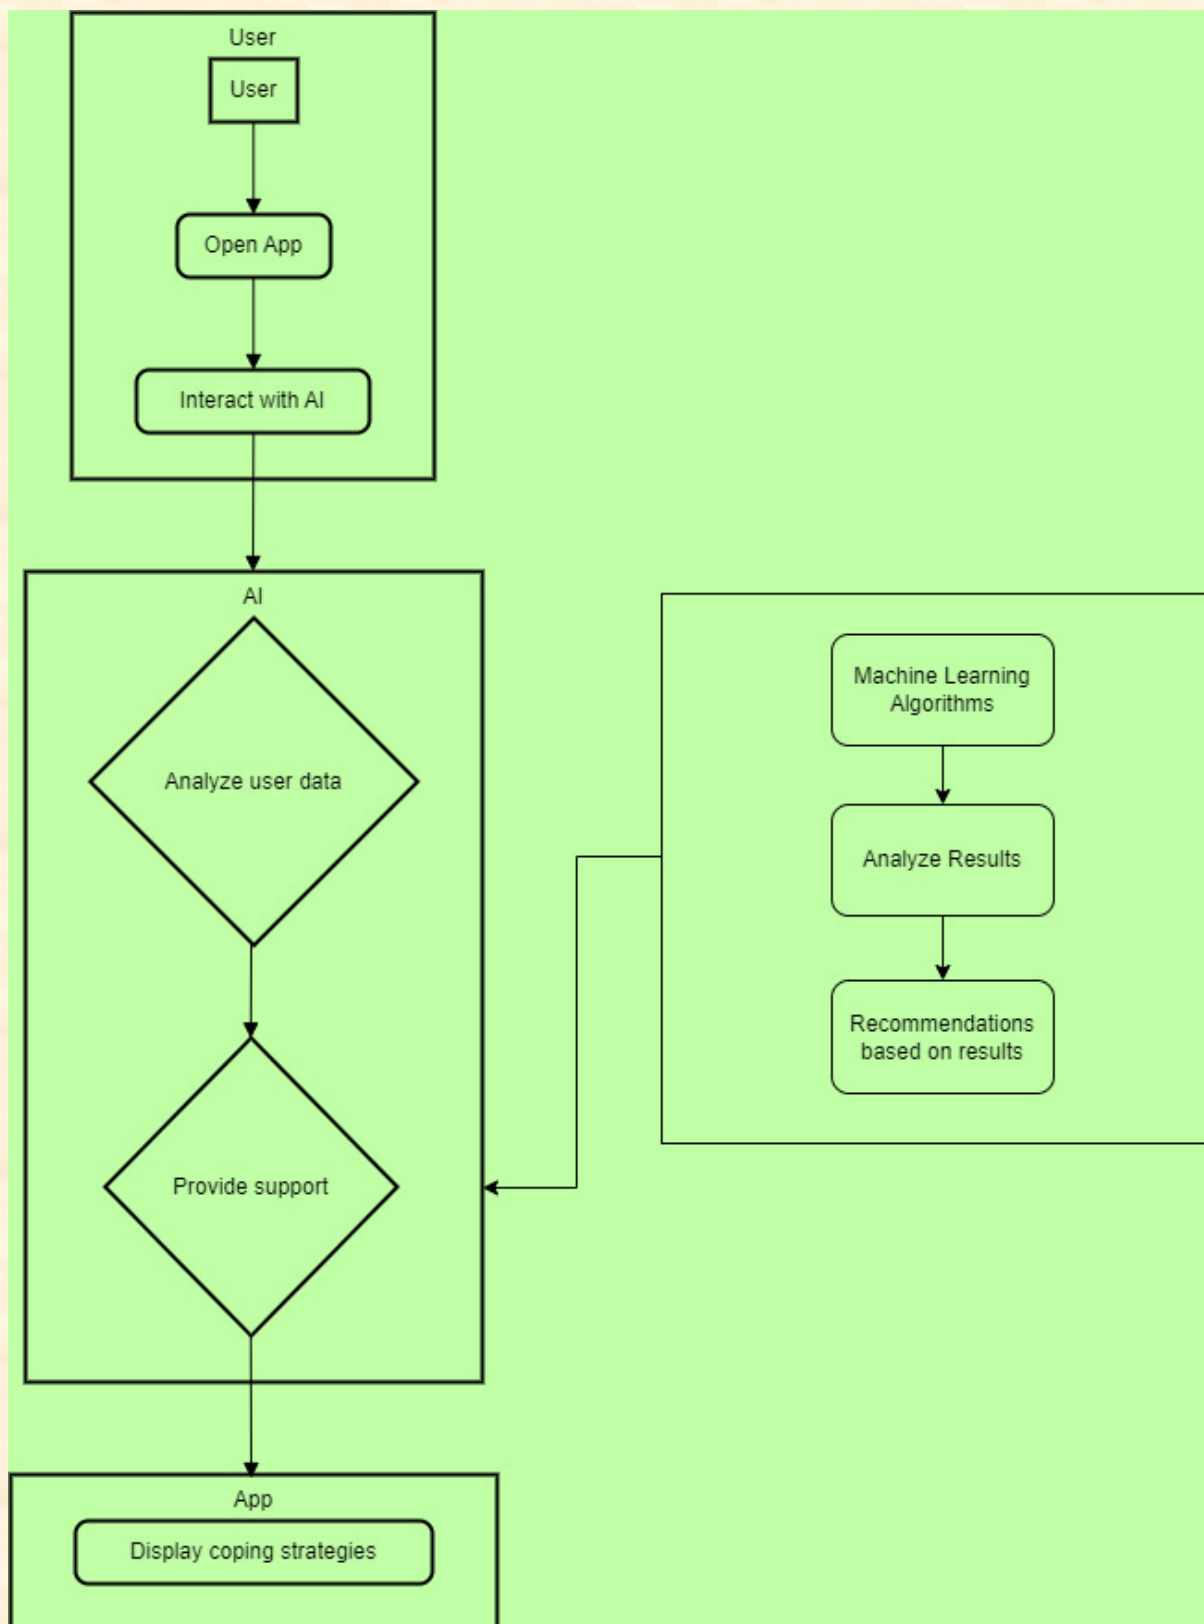 User
User
Open App
Interact with AI
AI
Analyze user data
Provide support
Machine Learning
Algorithms
Analyze Results
Recommendations
based on results
App
Display coping strategies